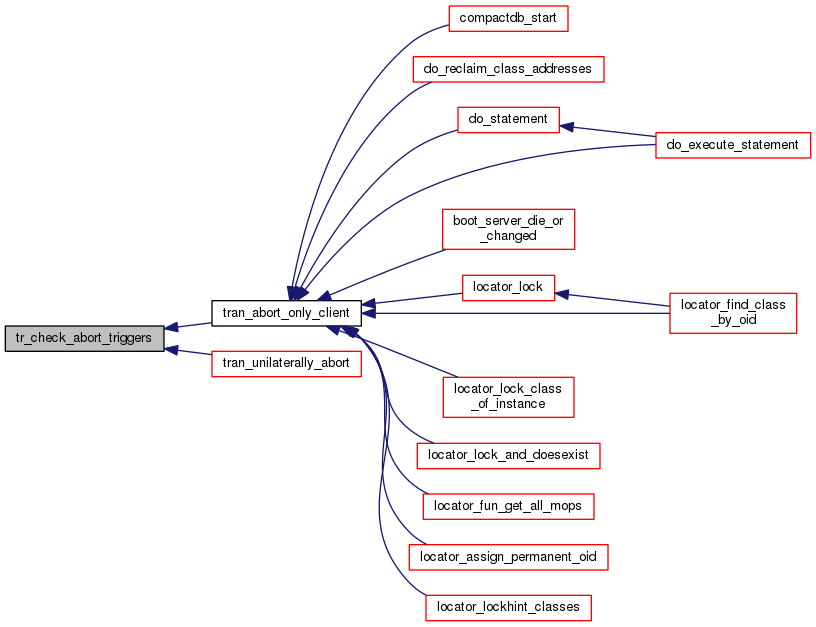 compactdb_start
do_reclaim_class_addresses
do_statement
do_execute_statement
boot_server_die_or
_changed
locator_lock
locator_find_class
_by_oid
tran_abort_only_client
tr_check_abort_triggers
tran_unilaterally_abort
locator_lock_class
_of_instance
locator_lock_and_doesexist
locator_fun_get_all_mops
locator_assign_permanent_oid
locator_lockhint_classes